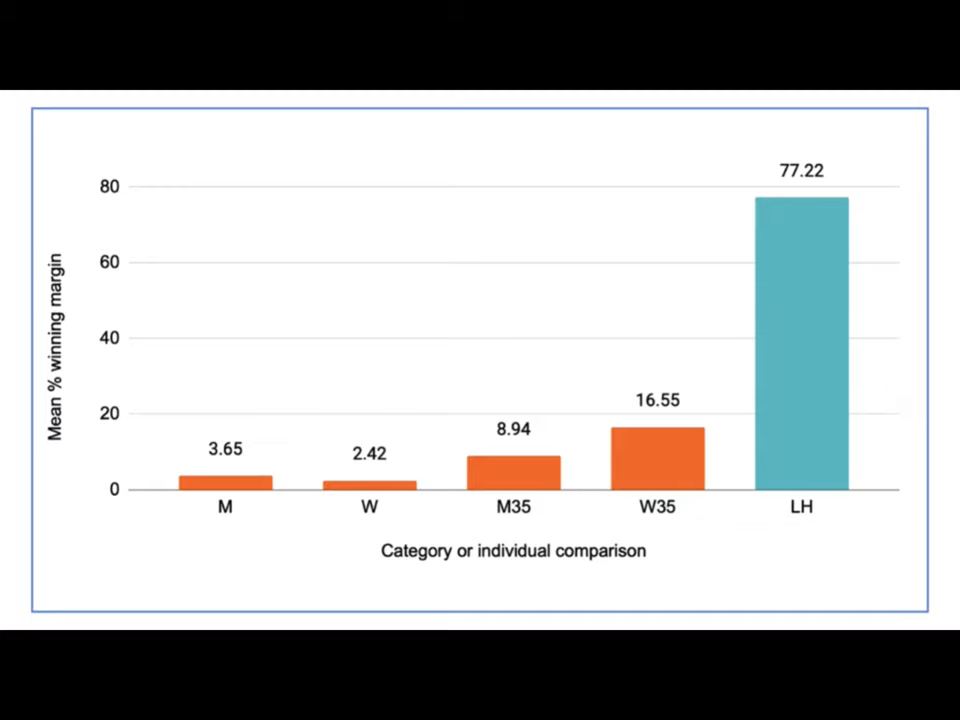 77.22
80
60
40
20
0
Mean % winning margin
3.65
2.42
8.94
16.55
M
W
M35
W35
LH
Category or individual comparison